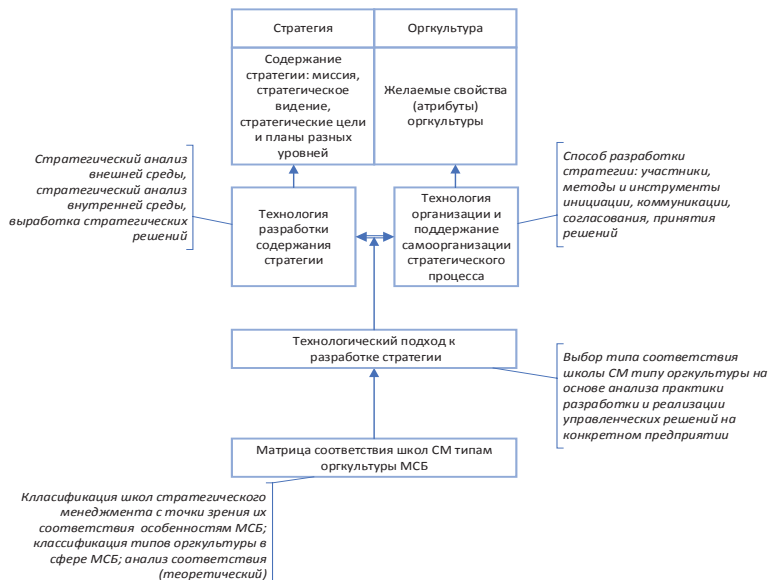 Стратегия
Оргкультура
Содержание
стратегии: миссия,
стратегическое
видение,
стратегические цели
и планы разных
уровней
Желаемые свойства
(атрибуты)
оргкультуры
Стратегический анализ
внешней среды,
стратегический анализ
внутренней среды,
выработка стратегических
решений
Технология
разработки
содержания
стратегии
Технология
организации и
поддержание
самоорганизации
стратегического
процесса
Способ разработки
стратегии: участники,
методы и инструменты
инициации, коммуникации,
согласования, принятия
решений
Технологический подход к
разработке стратегии
Выбор типа соответствия
школы СМ типу оргкультуры на
основе анализа практики
разработки и реализации
управленческих решений на
конкретном предприятии
Матрица соответствия школ СМ типам
оргкультуры МСБ
Клласификация школ стратегического
менеджмента с точки зрения их
соответствия особенностям МСБ;
классификация типов оргкультуры в
сфере МСБ; анализ соответствия
(теоретический)